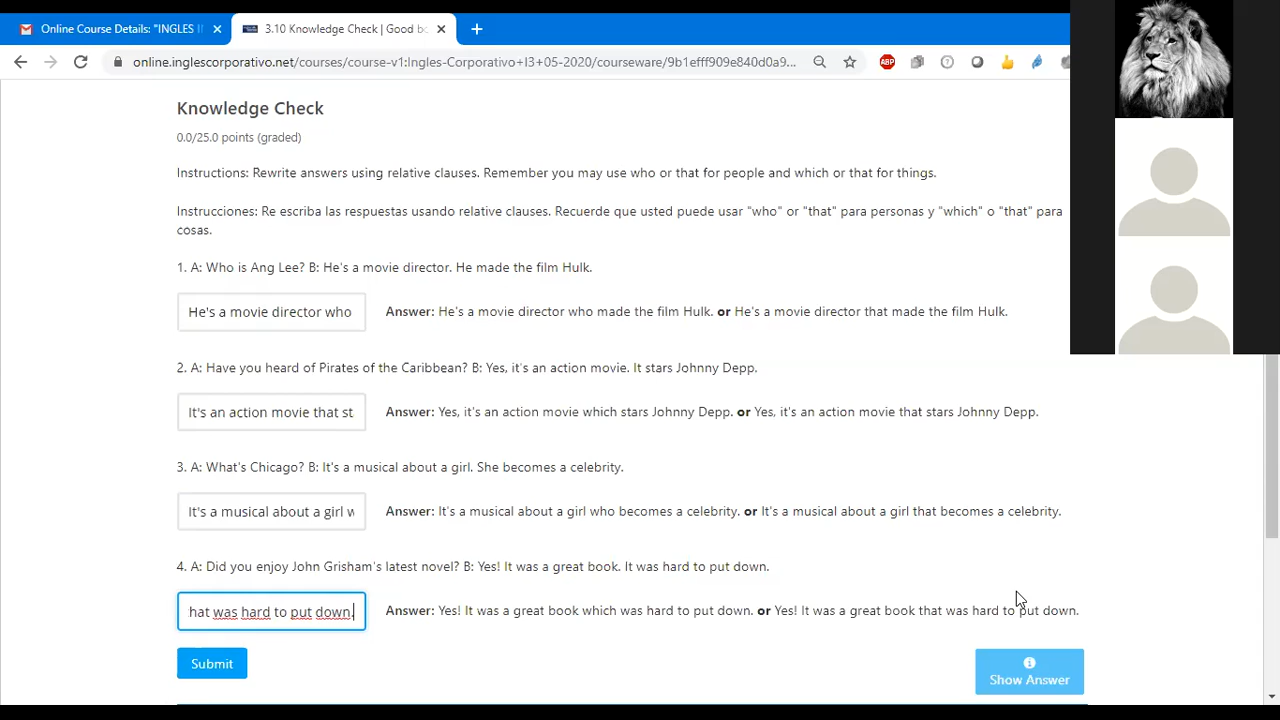 Online Course Details: "INGLES I
3.10 Knowledge Check | Good b
online.inglescorporativo.net/courses/course-v1:Ingles-Corporativo+I3+05-2020/courseware/9b1efff909e840d0a9...
ABP
Knowledge Check
0.0/25.0 points (graded)
Instructions: Rewrite answers using relative clauses. Remember you may use who or that for people and which or that for things.
Instrucciones: Re escriba las respuestas usando relative clauses. Recuerde que usted puede usar "who" or "that" para personas y "which" o "that" para
cosas.
1. A: Who is Ang Lee? B: He's a movie director. He made the film Hulk.
He's a movie director who Answer: He's a movie director who made the film Hulk. or He's a movie director that made the film Hulk.
2. A: Have you heard of Pirates of the Caribbean? B: Yes, it's an action movie. It stars Johnny Depp.
It's an action movie that st Answer: Yes, it's an action movie which stars Johnny Depp. or Yes, it's an action movie that stars Johnny Depp.
3. A: What's Chicago? B: It's a musical about a girl. She becomes a celebrity.
It's a musical about a girl w Answer: It's a musical about a girl who becomes a celebrity. or It's a musical about a girl that becomes a celebrity.
4. A: Did you enjoy John Grisham's latest novel? B: Yes! It was a great book. It was hard to put down.
hat was hard to put down. Answer: Yes! It was a great book which was hard to put down. or Yes! It was a great book that was hard to put down.
Submit
Show Answer